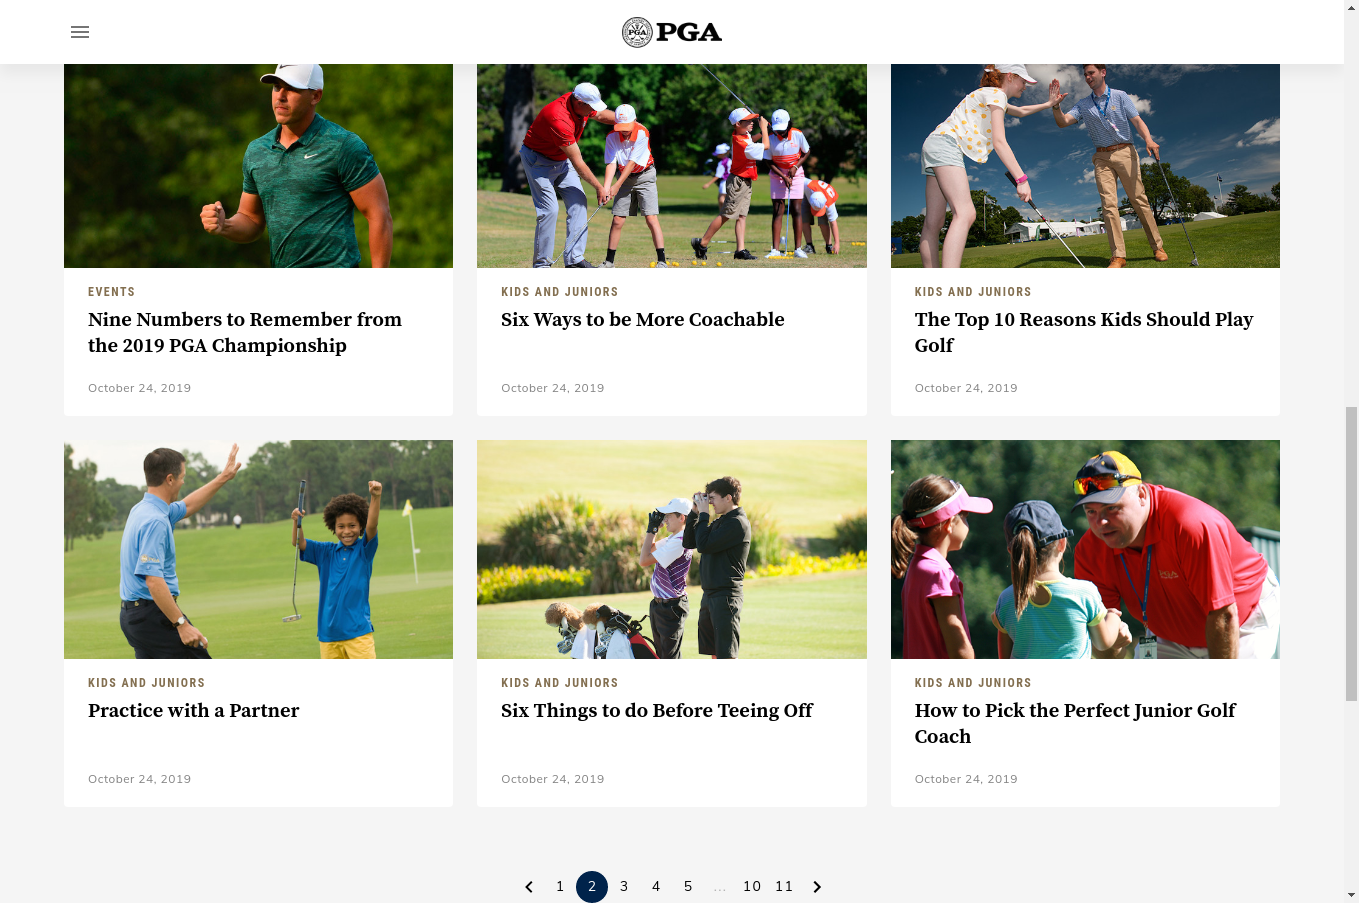 PGA
EVENTS
Nine Numbers to Remember from
the 2019 PGA Championship
October 24, 2019
KIDS AND JUNIORS
Six Ways to be More Coachable
October 24, 2019
KIDS AND JUNIORS
The Top 10 Reasons Kids Should Play
Golf
October 24, 2019
KIDS AND JUNIORS
Practice with a Partner
October 24, 2019
KIDS AND JUNIORS
Six Things to do Before Teeing Off
October 24, 2019
KIDS AND JUNIORS
How to Pick the Perfect Junior Golf
Coach
October 24, 2019
1 2 3 4 5 ... 10 11